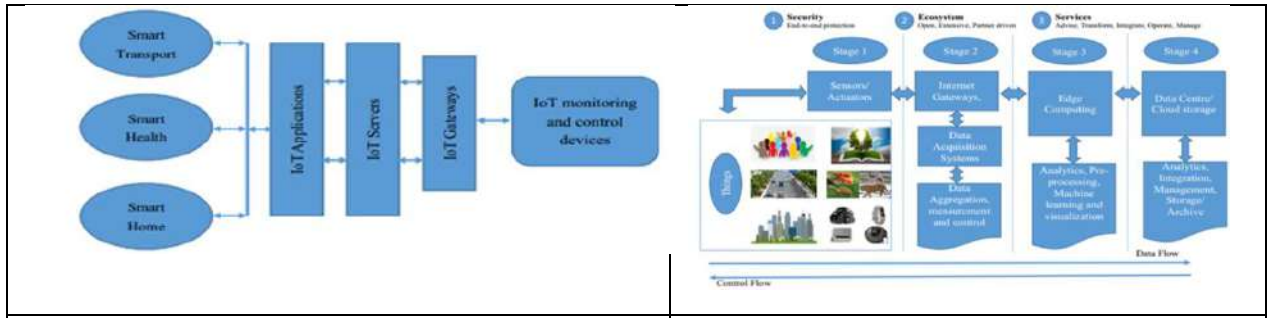 Smart
Transport
Smart
Health
Smart
Home
IoT Applications
IoT Servers
IoT Gateways
IoT monitoring
and control
devices
1 Security
End-to-end protection
2 Ecosystem
Open, Extensive, Partner driven
3 Services
Advise, Transform, Integrate, Operate, Manage
Stage 1
Stage 2
Stage 3
Stage 4
Sensors/
Actuators
Internet
Gateways,
Edge
Computing
Data Centre/
Cloud storage
Things
Data
Acquisition
Systems
Data
Aggregation,
measurement
and control
Analytics, Pre-
processing,
Machine
learning and
visualization
Analytics,
Integration,
Management,
Storage/
Archive
Data Flow
Control Flow